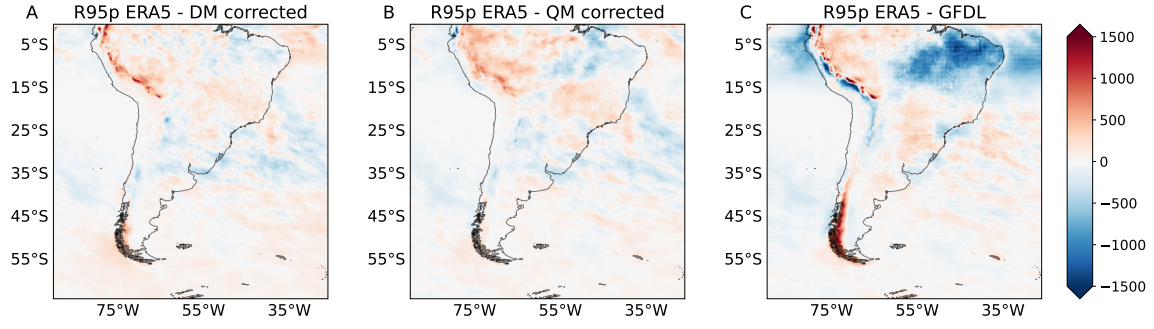 A R95p ERA5 - DM corrected
5°S
15°S
25°S
35°S
45°S
55°S
75°W 55°W 35°W
B R95p ERA5 - QM corrected
5°S
15°S
25°S
35°S
45°S
55°S
75°W 55°W 35°W
C R95p ERA5 - GFDL
5°S
15°S
25°S
35°S
45°S
55°S
75°W 55°W 35°W
1500
1000
500
0
−500
−1000
−1500